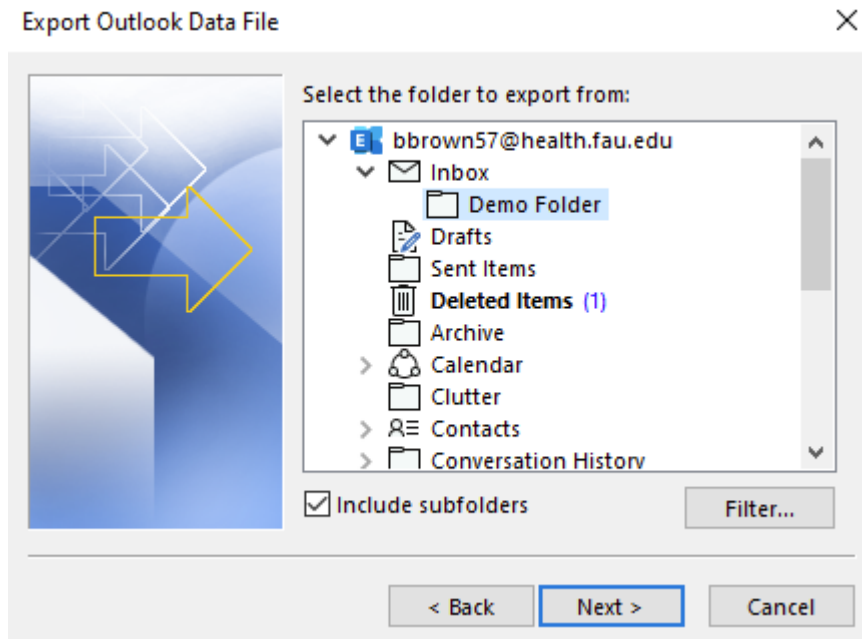 Export Outlook Data File
Select the folder to export from:
bbrown57@health.fau.edu
Inbox
Demo Folder
Drafts
Sent Items
Deleted Items (1)
Archive
Calendar
Clutter
Contacts
Conversation History
Include subfolders
Filter...
< Back
Next >
Cancel